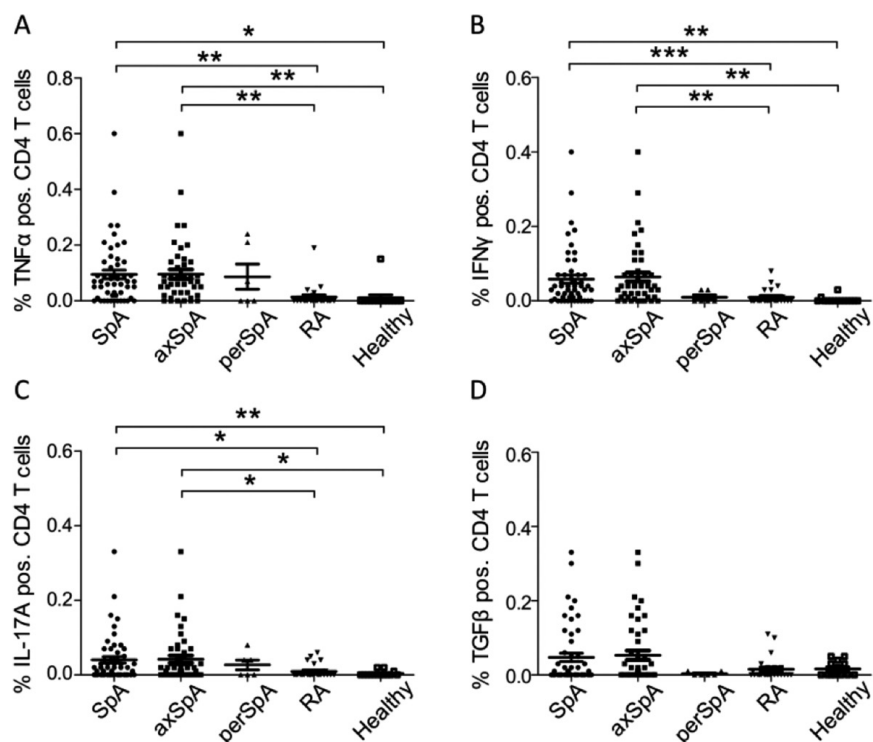 A
*
**
**
**
% TNFα pos. CD4 T cells
0.8
0.6
0.4
0.2
0.0
SpA
axSpA
perSpA
RA
Healthy
B
**
***
**
**
% IFNγ pos. CD4 T cells
0.6
0.4
0.2
0.0
SpA
axSpA
perSpA
RA
Healthy
C
**
*
*
*
% IL-17A pos. CD4 T cells
0.6
0.4
0.2
0.0
SpA
axSpA
perSpA
RA
Healthy
D
% TGFβ pos. CD4 T cells
0.6
0.4
0.2
0.0
SpA
axSpA
perSpA
RA
Healthy